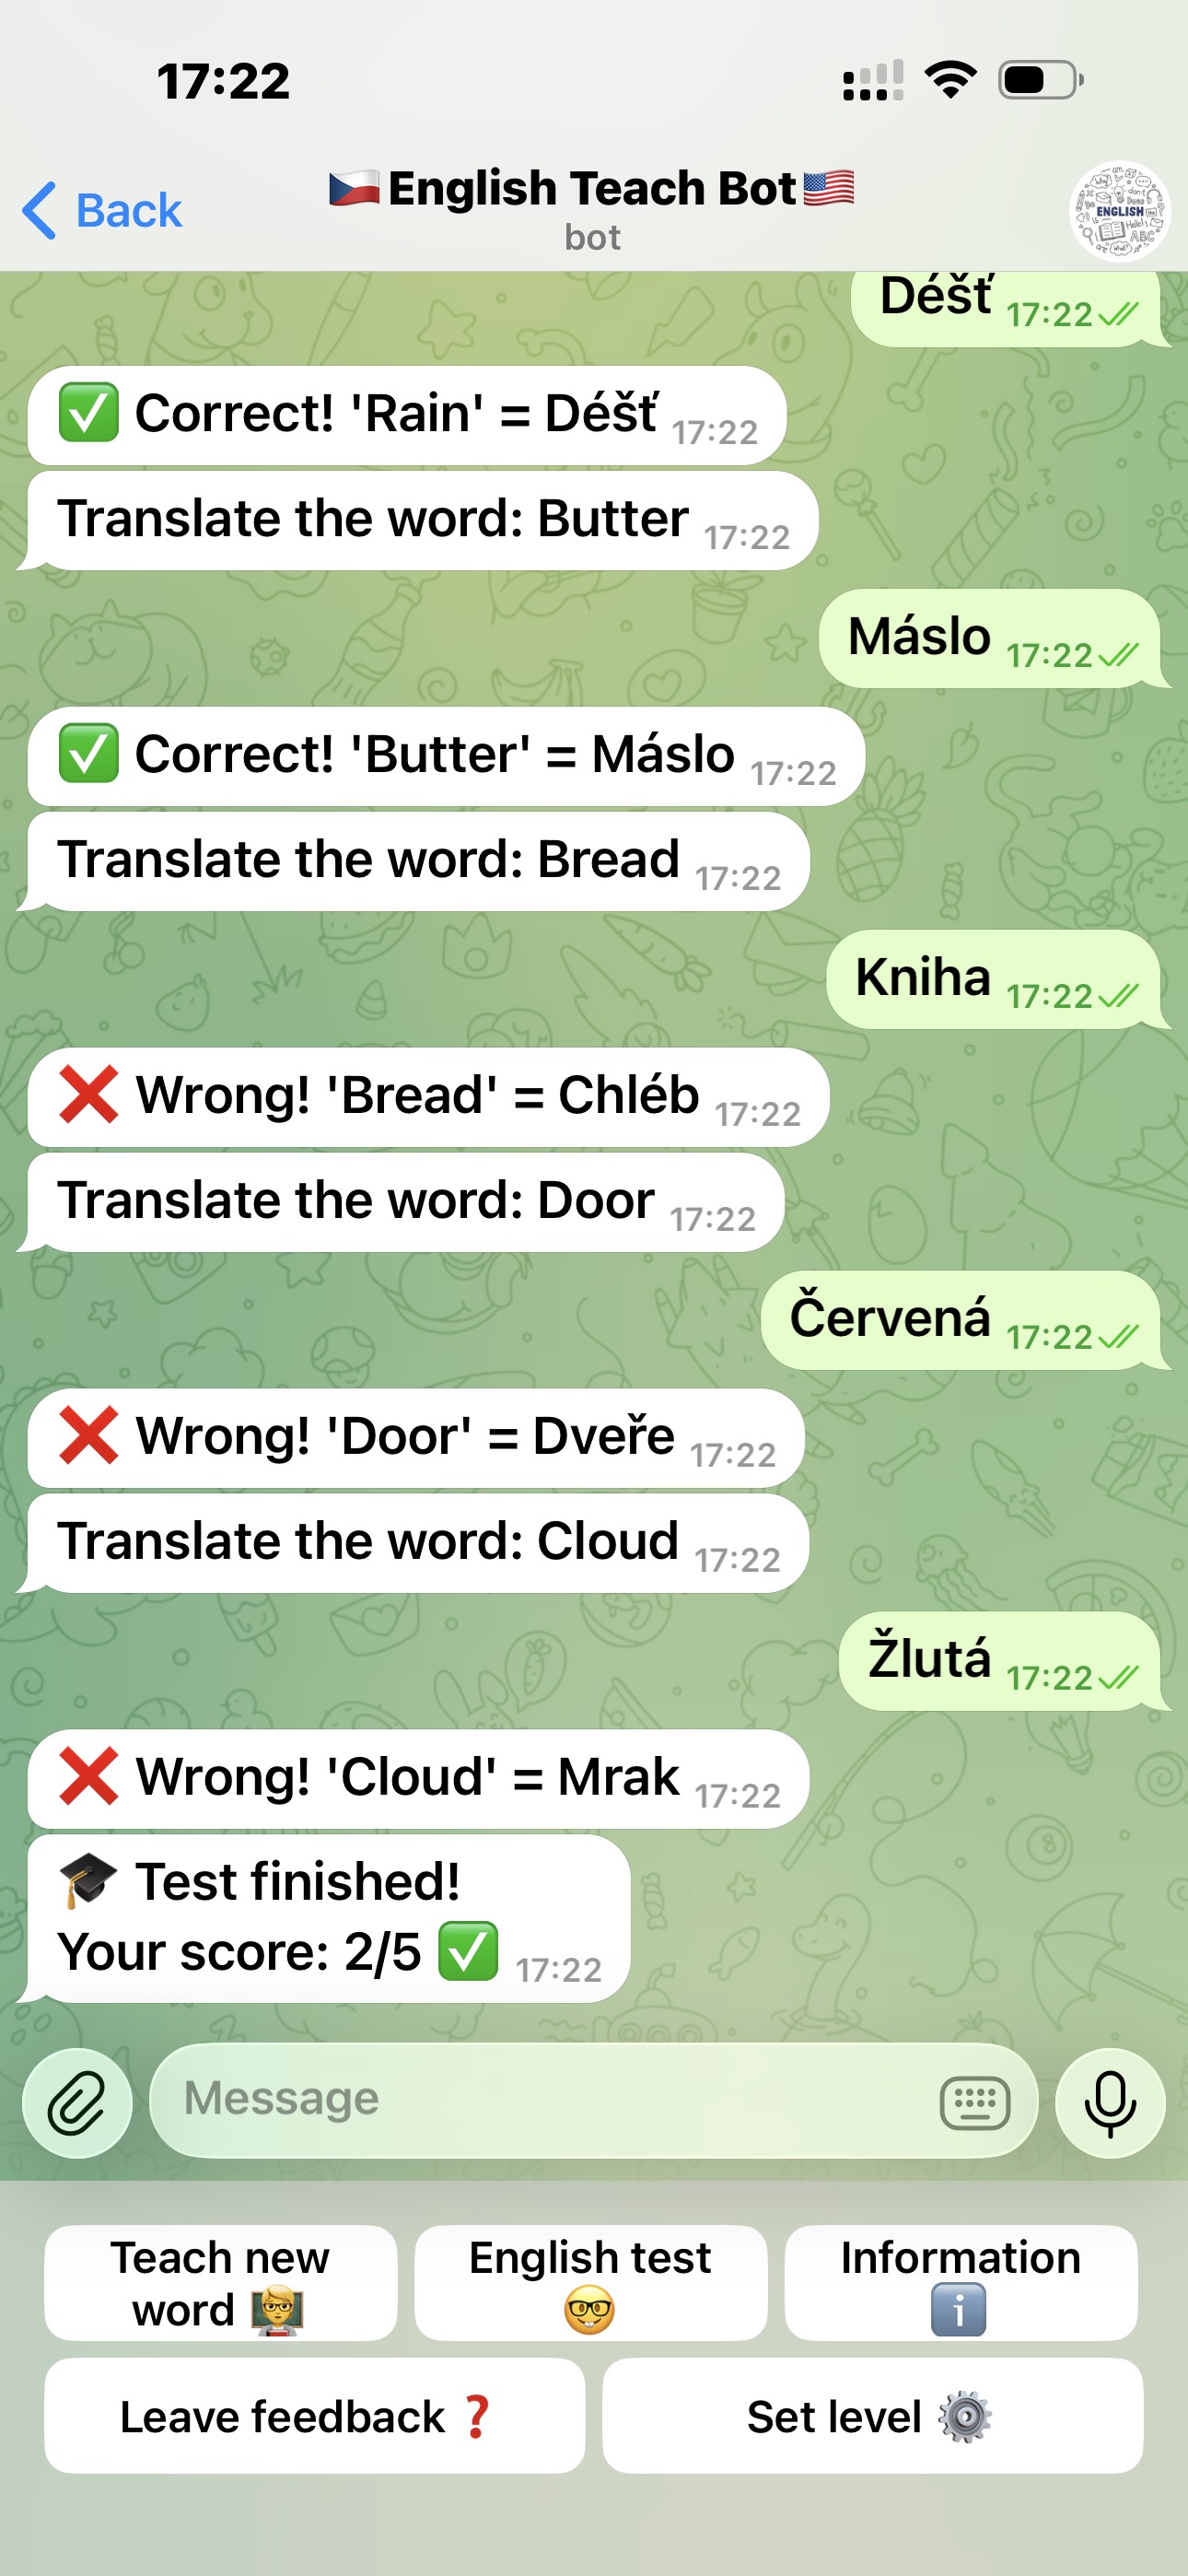 17:22
Back
🇨🇿English Teach Bot🇺🇸
bot
ENGLISH
Déšť 17:22
✅ Correct! 'Rain' = Déšť 17:22
Translate the word: Butter 17:22
Máslo 17:22
✅ Correct! 'Butter' = Máslo 17:22
Translate the word: Bread 17:22
Kniha 17:22
❌ Wrong! 'Bread' = Chléb 17:22
Translate the word: Door 17:22
Červená 17:22
❌ Wrong! 'Door' = Dveře 17:22
Translate the word: Cloud 17:22
Žlutá 17:22
❌ Wrong! 'Cloud' = Mrak 17:22
🎓 Test finished!
Your score: 2/5 ✅ 17:22
Message
Teach new
word 🧑‍🏫
English test
🤓
Information
ℹ️
Leave feedback ❓
Set level ⚙️